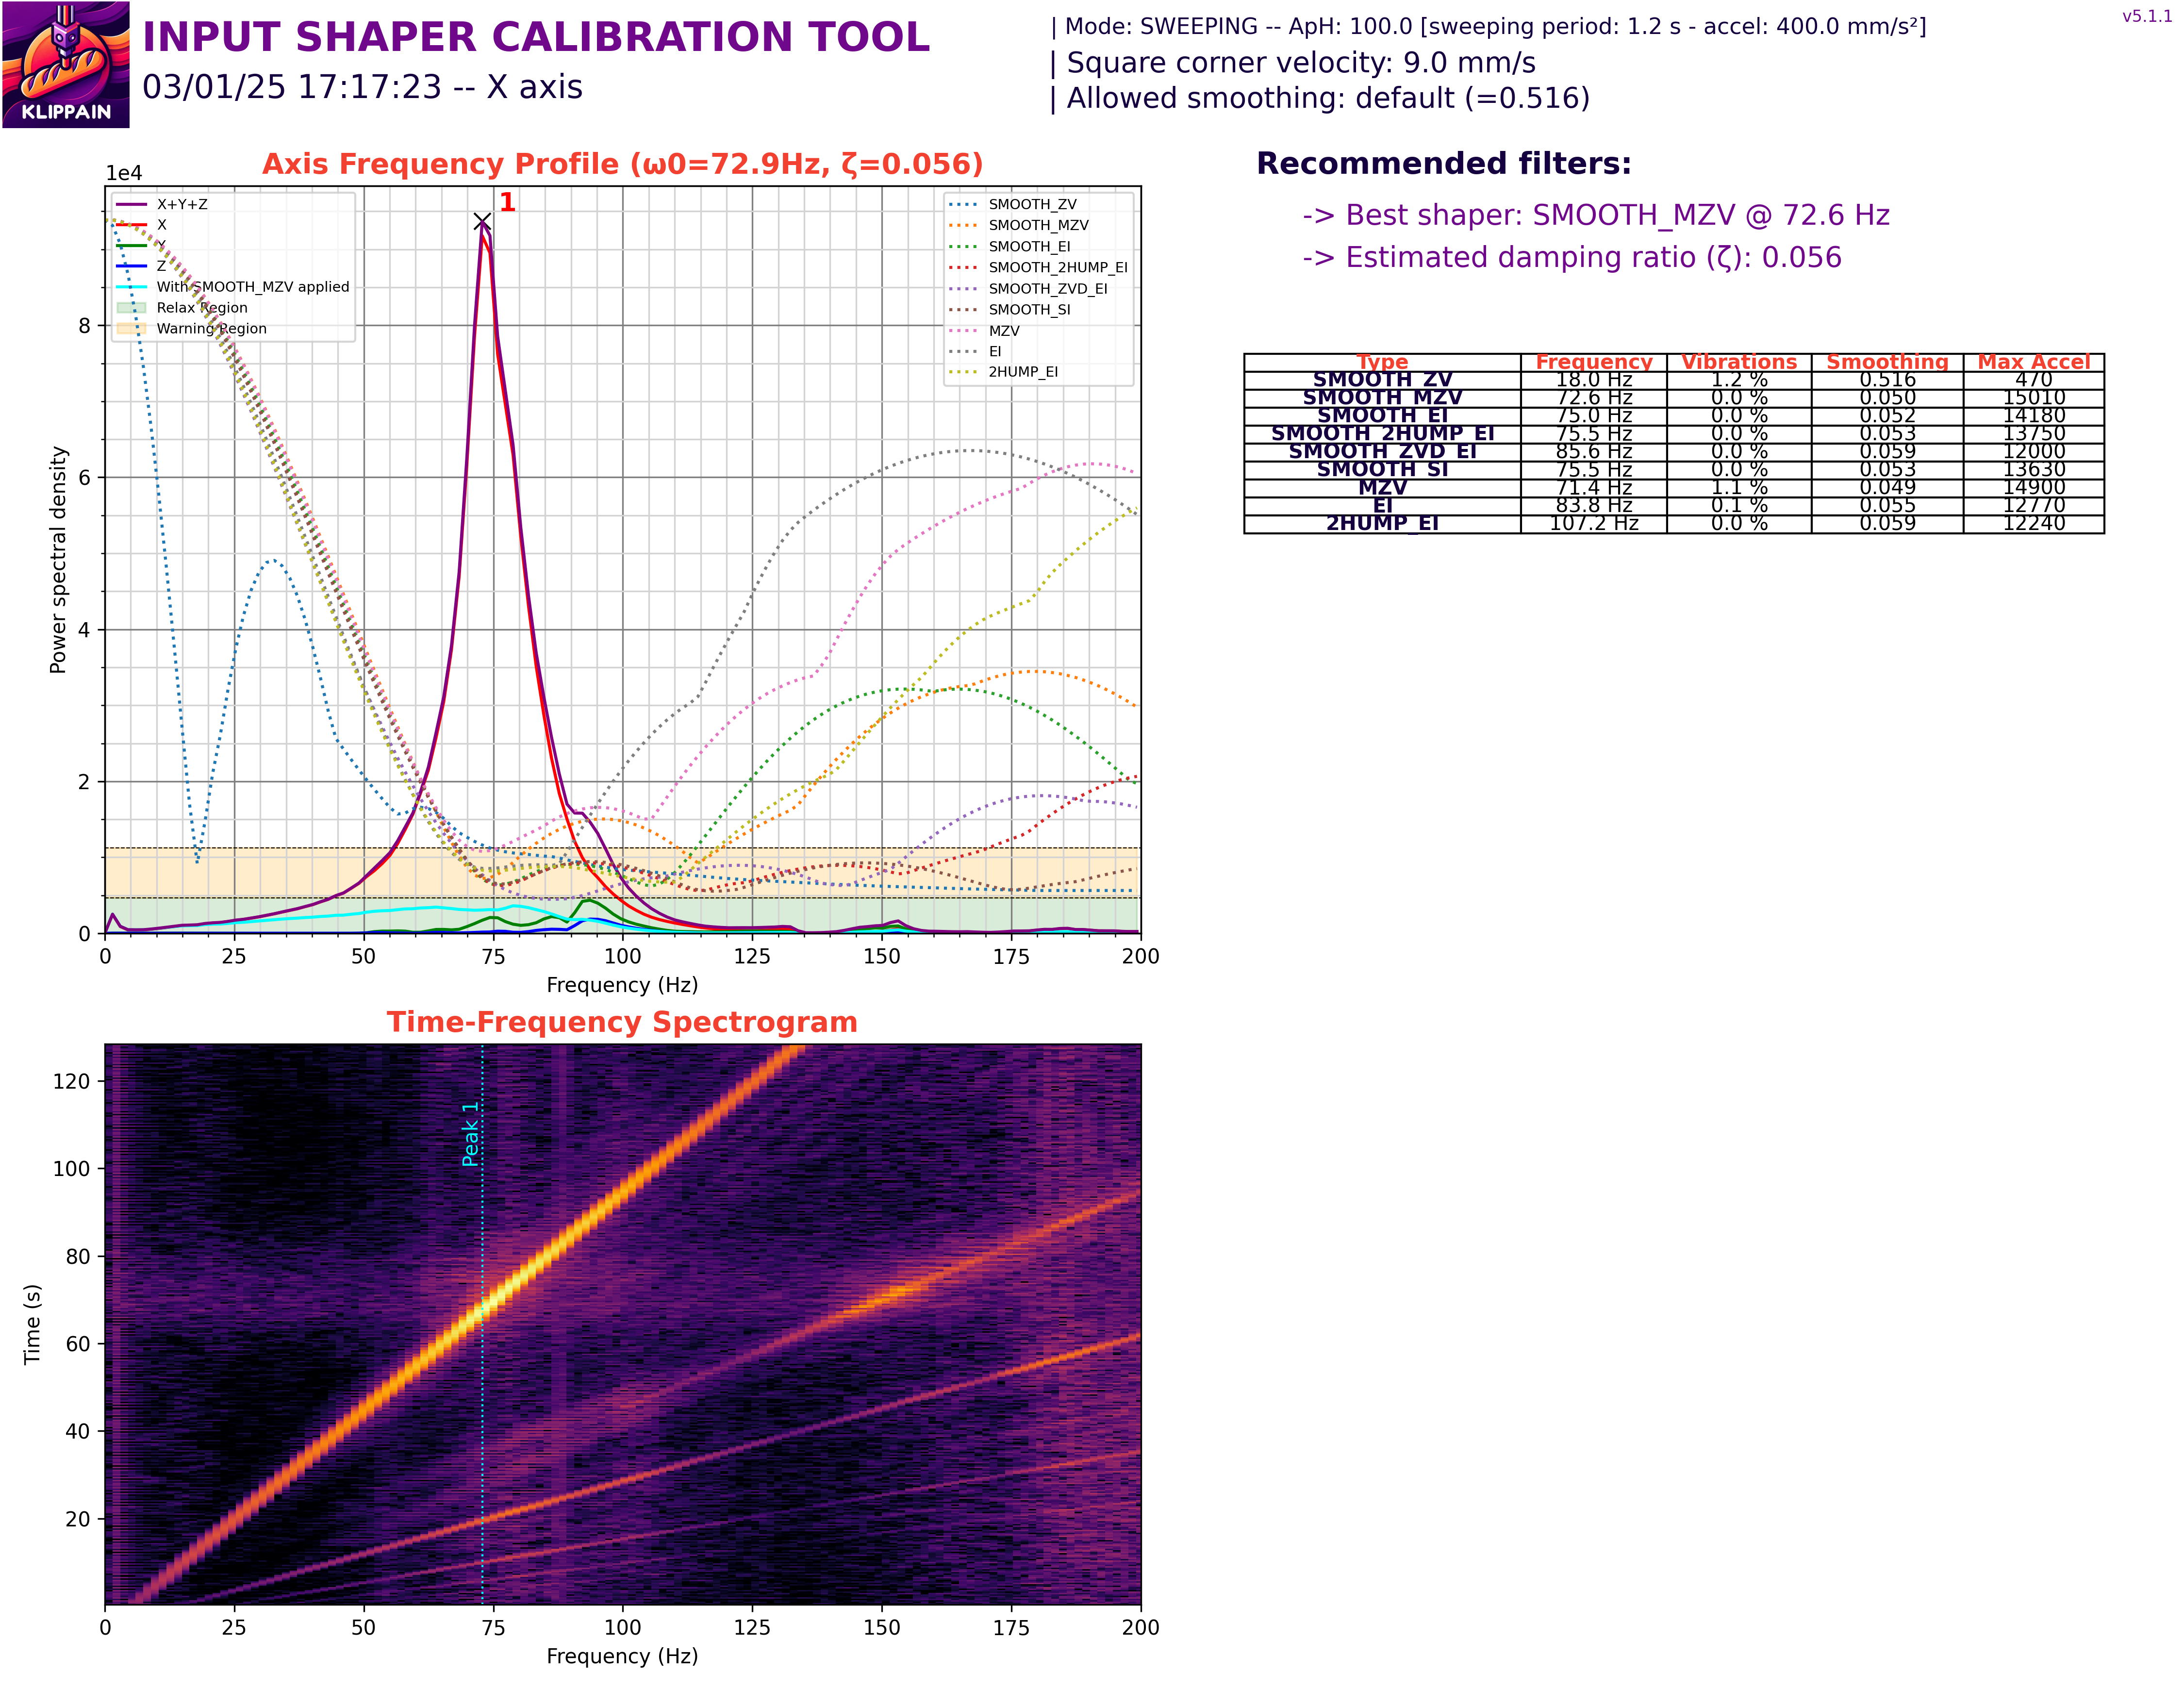 KLIPPAIN
INPUT SHAPER CALIBRATION TOOL
03/01/25 17:17:23 -- X axis
| Mode: SWEEPING -- ApH: 100.0 [sweeping period: 1.2 s - accel: 400.0 mm/s²]
| Square corner velocity: 9.0 mm/s
| Allowed smoothing: default (=0.516)
v5.1.1
Axis Frequency Profile (ω0=72.9Hz, ζ=0.056)
1e4
1
X+Y+Z
X
Y
Z
With SMOOTH_MZV applied
Relax Region
Warning Region
SMOOTH_ZV
SMOOTH_MZV
SMOOTH_EI
SMOOTH_2HUMP_EI
SMOOTH_ZVD_EI
SMOOTH_SI
MZV
EI
2HUMP_EI
Power spectral density
8
6
4
2
0
0 25 50 75 100 125 150 175 200
Frequency (Hz)
Recommended filters:
-> Best shaper: SMOOTH_MZV @ 72.6 Hz
-> Estimated damping ratio (ζ): 0.056
Type Frequency Vibrations Smoothing Max Accel
SMOOTH_ZV 18.0 Hz 1.2 % 0.516 470
SMOOTH_MZV 72.6 Hz 0.0 % 0.050 15010
SMOOTH_EI 75.0 Hz 0.0 % 0.052 14180
SMOOTH_2HUMP_EI 75.5 Hz 0.0 % 0.053 13750
SMOOTH_ZVD_EI 85.6 Hz 0.0 % 0.059 12000
SMOOTH_SI 75.5 Hz 0.0 % 0.053 13630
MZV 71.4 Hz 1.1 % 0.049 14900
EI 83.8 Hz 0.1 % 0.055 12770
2HUMP_EI 107.2 Hz 0.0 % 0.059 12240
Time-Frequency Spectrogram
Peak 1
Time (s)
120
100
80
60
40
20
0 25 50 75 100 125 150 175 200
Frequency (Hz)